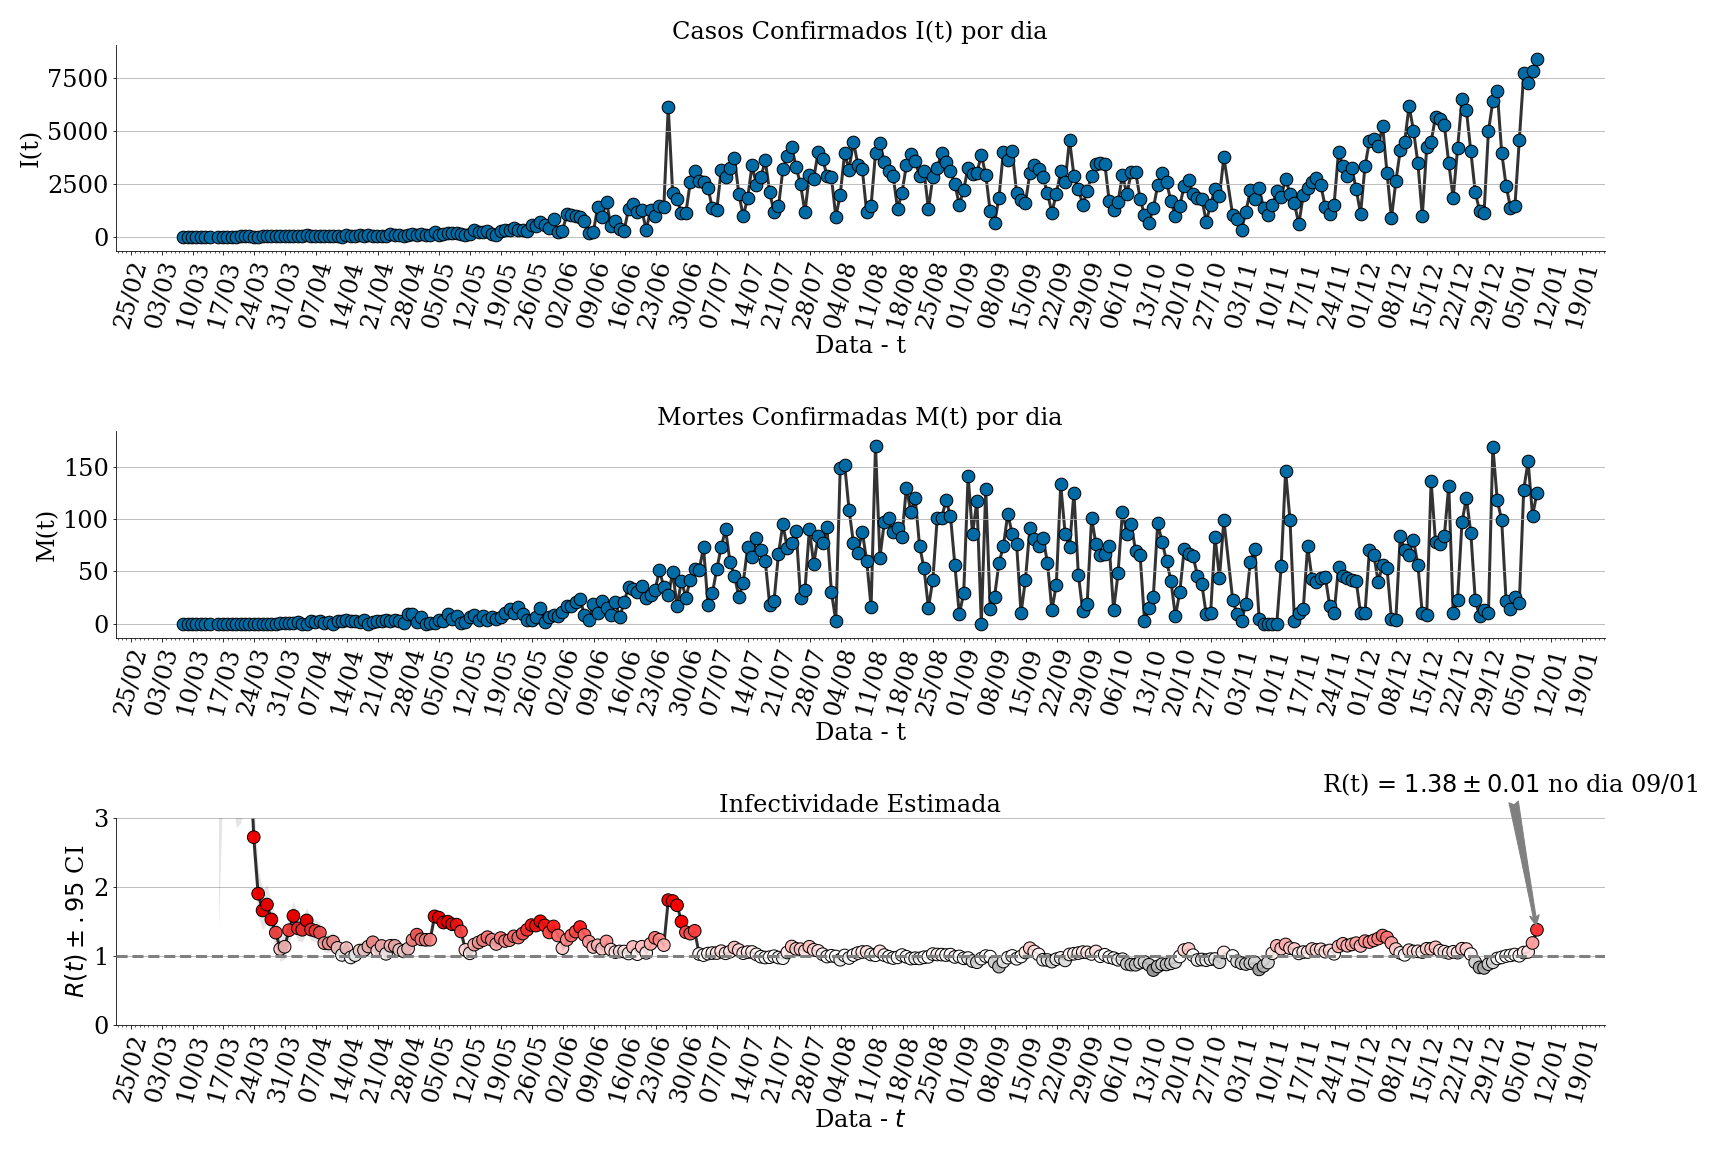 Casos Confirmados I(t) por dia
I(t)
7500
5000
2500
0
25/02 03/03 10/03 17/03 24/03 31/03 07/04 14/04 21/04 28/04 05/05 12/05 19/05 26/05 02/06 09/06 16/06 23/06 30/06 07/07 14/07 21/07 28/07 04/08 11/08 18/08 25/08 01/09 08/09 15/09 22/09 29/09 06/10 13/10 20/10 27/10 03/11 10/11 17/11 24/11 01/12 08/12 15/12 22/12 29/12 05/01 12/01 19/01
Data - t
Mortes Confirmadas M(t) por dia
M(t)
150
100
50
0
25/02 03/03 10/03 17/03 24/03 31/03 07/04 14/04 21/04 28/04 05/05 12/05 19/05 26/05 02/06 09/06 16/06 23/06 30/06 07/07 14/07 21/07 28/07 04/08 11/08 18/08 25/08 01/09 08/09 15/09 22/09 29/09 06/10 13/10 20/10 27/10 03/11 10/11 17/11 24/11 01/12 08/12 15/12 22/12 29/12 05/01 12/01 19/01
Data - t
R(t) = 1.38 ± 0.01 no dia 09/01
Infectividade Estimada
R(t) ± .95 CI
3
2
1
0
25/02 03/03 10/03 17/03 24/03 31/03 07/04 14/04 21/04 28/04 05/05 12/05 19/05 26/05 02/06 09/06 16/06 23/06 30/06 07/07 14/07 21/07 28/07 04/08 11/08 18/08 25/08 01/09 08/09 15/09 22/09 29/09 06/10 13/10 20/10 27/10 03/11 10/11 17/11 24/11 01/12 08/12 15/12 22/12 29/12 05/01 12/01 19/01
Data - t